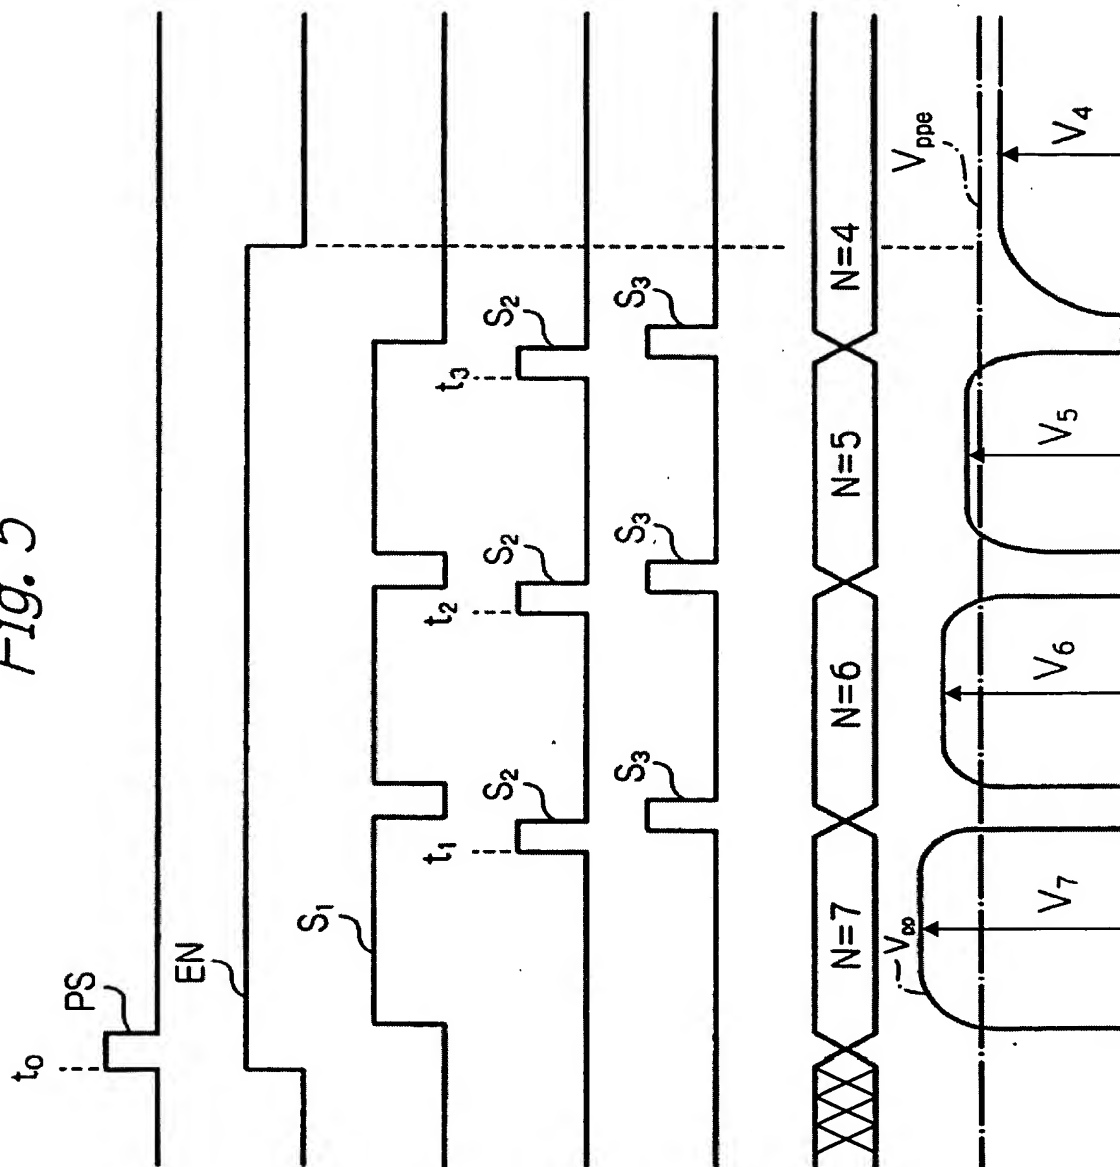 Fig. 5
t₀
PS
EN
S₁
t₁
S₂
t₂
S₂
t₃
S₂
S₃
S₃
S₃
N=7
N=6
N=5
N=4
Vpp
Vppe
V₇
V₆
V₅
V₄